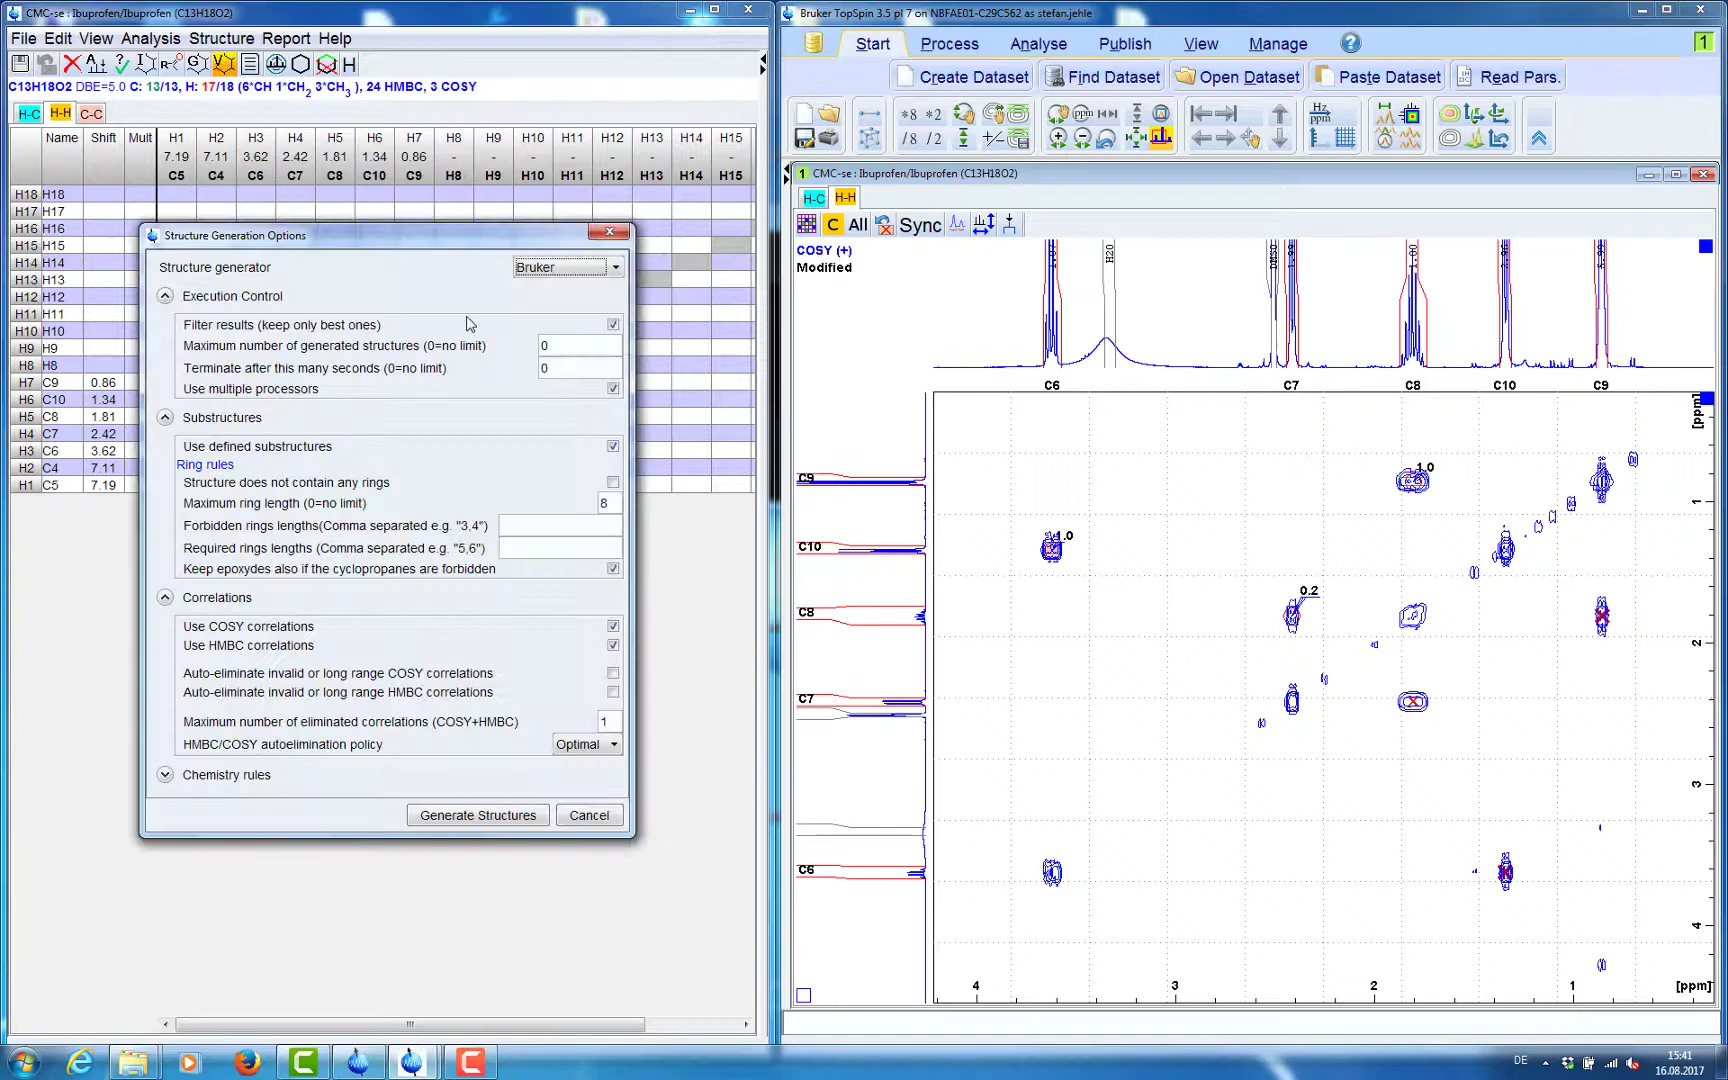 CMC-se: Ibuprofen (C13H18O2)
File Edit View Analysis Structure Report Help
C13H18O2 DBE=5.0 C: 13/13, H: 17/18 (6*CH 1*CH2 3*CH3 ), 24 HMBC, 3 COSY
H-C H-H C-C
Name Shift Mult H1 H2 H3 H4 H5 H6 H7 H8 H9 H10 H11 H12 H13 H14 H15
7.19 7.11 3.62 2.42 1.81 1.34 0.86 - - - - - - - -
C5 C4 C6 C7 C8 C10 C9 H8 H9 H10 H11 H12 H13 H14 H15
H18 H18
H17 H17
H16 H16
H15 H15
H14 H14
H13 H13
H12 H12
H11 H11
H10 H10
H9 H9
H8 H8
H7 C9 0.86
H6 C10 1.34
H5 C8 1.81
H4 C7 2.42
H3 C6 3.62
H2 C4 7.11
H1 C5 7.19
Structure Generation Options
Structure generator Bruker
Execution Control
Filter results (keep only best ones)
Maximum number of generated structures (0=no limit) 0
Terminate after this many seconds (0=no limit) 0
Use multiple processors
Substructures
Use defined substructures
Ring rules
Structure does not contain any rings
Maximum ring length (0=no limit) 8
Forbidden rings lengths(Comma separated e.g. "3,4")
Required rings lengths (Comma separated e.g. "5,6")
Keep epoxydes also if the cyclopropanes are forbidden
Correlations
Use COSY correlations
Use HMBC correlations
Auto-eliminate invalid or long range COSY correlations
Auto-eliminate invalid or long range HMBC correlations
Maximum number of eliminated correlations (COSY+HMBC) 1
HMBC/COSY autoelimination policy Optimal
Chemistry rules
Generate Structures Cancel
Bruker TopSpin 3.5 pl 7 on NBFAE01-C29C562 as stefan.jehle
Start Process Analyse Publish View Manage 1
Create Dataset Find Dataset Open Dataset Paste Dataset Read Pars.
*8 *2 ppm Hz ppm
/8 /2
1 CMC-se : Ibuprofen/Ibuprofen (C13H18O2)
H-C H-H
C All Sync
COSY (+)
Modified
H2O
C6 C7 C8 C10 C9
[ppm]
C9 1.0
C10 1.0
C8 0.2
C7
C6
1
2
3
4
4 3 2 1 [ppm]
DE 15:41
16.08.2017